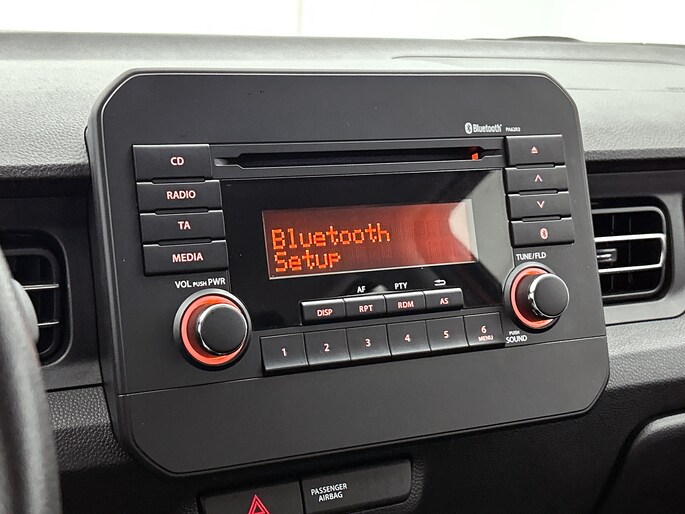 Bluetooth
CD
RADIO
TA
MEDIA
Bluetooth
Setup
VOL PUSH PWR
TUNE/FLD
AF PTY
DISP RPT RDM AS
1 2 3 4 5 6
MENU
PUSH
SOUND
PASSENGER
AIRBAG